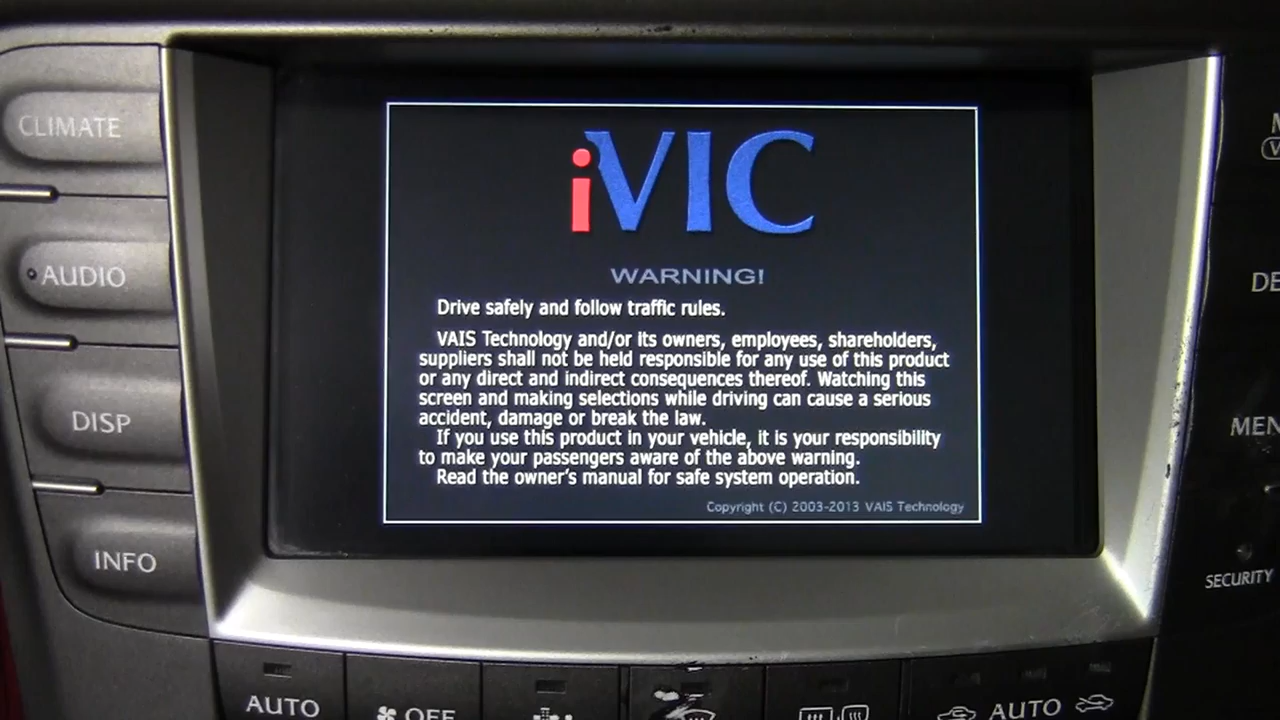 CLIMATE
AUDIO
DISP
INFO
iVIC
WARNING!
Drive safely and follow traffic rules.
VAIS Technology and/or its owners, employees, shareholders,
suppliers shall not be held responsible for any use of this product
or any direct and indirect consequences thereof. Watching this
screen and making selections while driving can cause a serious
accident, damage or break the law.
If you use this product in your vehicle, it is your responsibility
to make your passengers aware of the above warning.
Read the owner's manual for safe system operation.
Copyright (C) 2003-2013 VAIS Technology
SECURITY
AUTO
OFF
AUTO